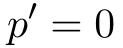 p′ = 0